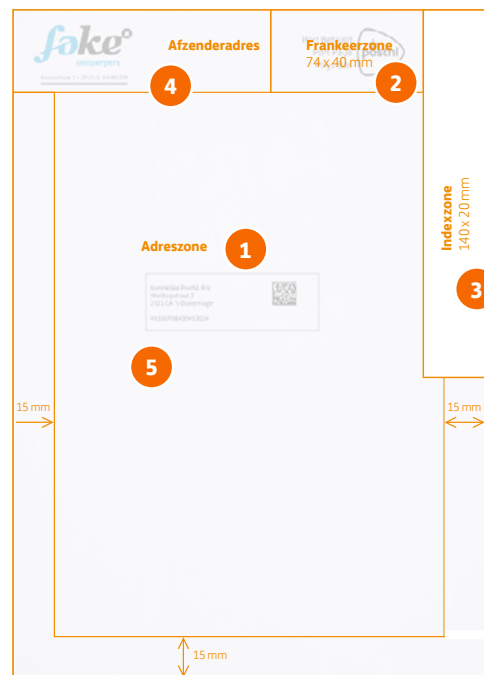 fake
ontwerpers
Afzenderadres
Frankeerzone
74 x 40 mm
postnl
4
2
Indexzone
140 x 20 mm
3
Adreszone
1
5
15 mm
15 mm
15 mm